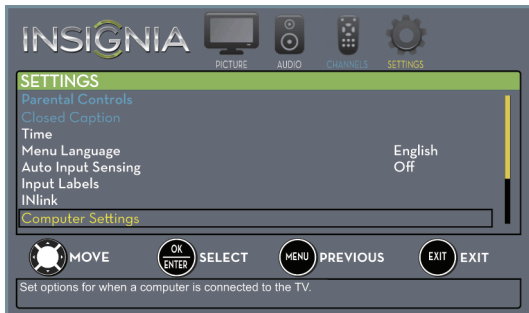 INSIGNIA
PICTURE AUDIO CHANNELS SETTINGS
SETTINGS
Parental Controls
Closed Caption
Time
Menu Language English
Auto Input Sensing Off
Input Labels
INlink
Computer Settings
MOVE OK ENTER SELECT MENU PREVIOUS EXIT EXIT
Set options for when a computer is connected to the TV.